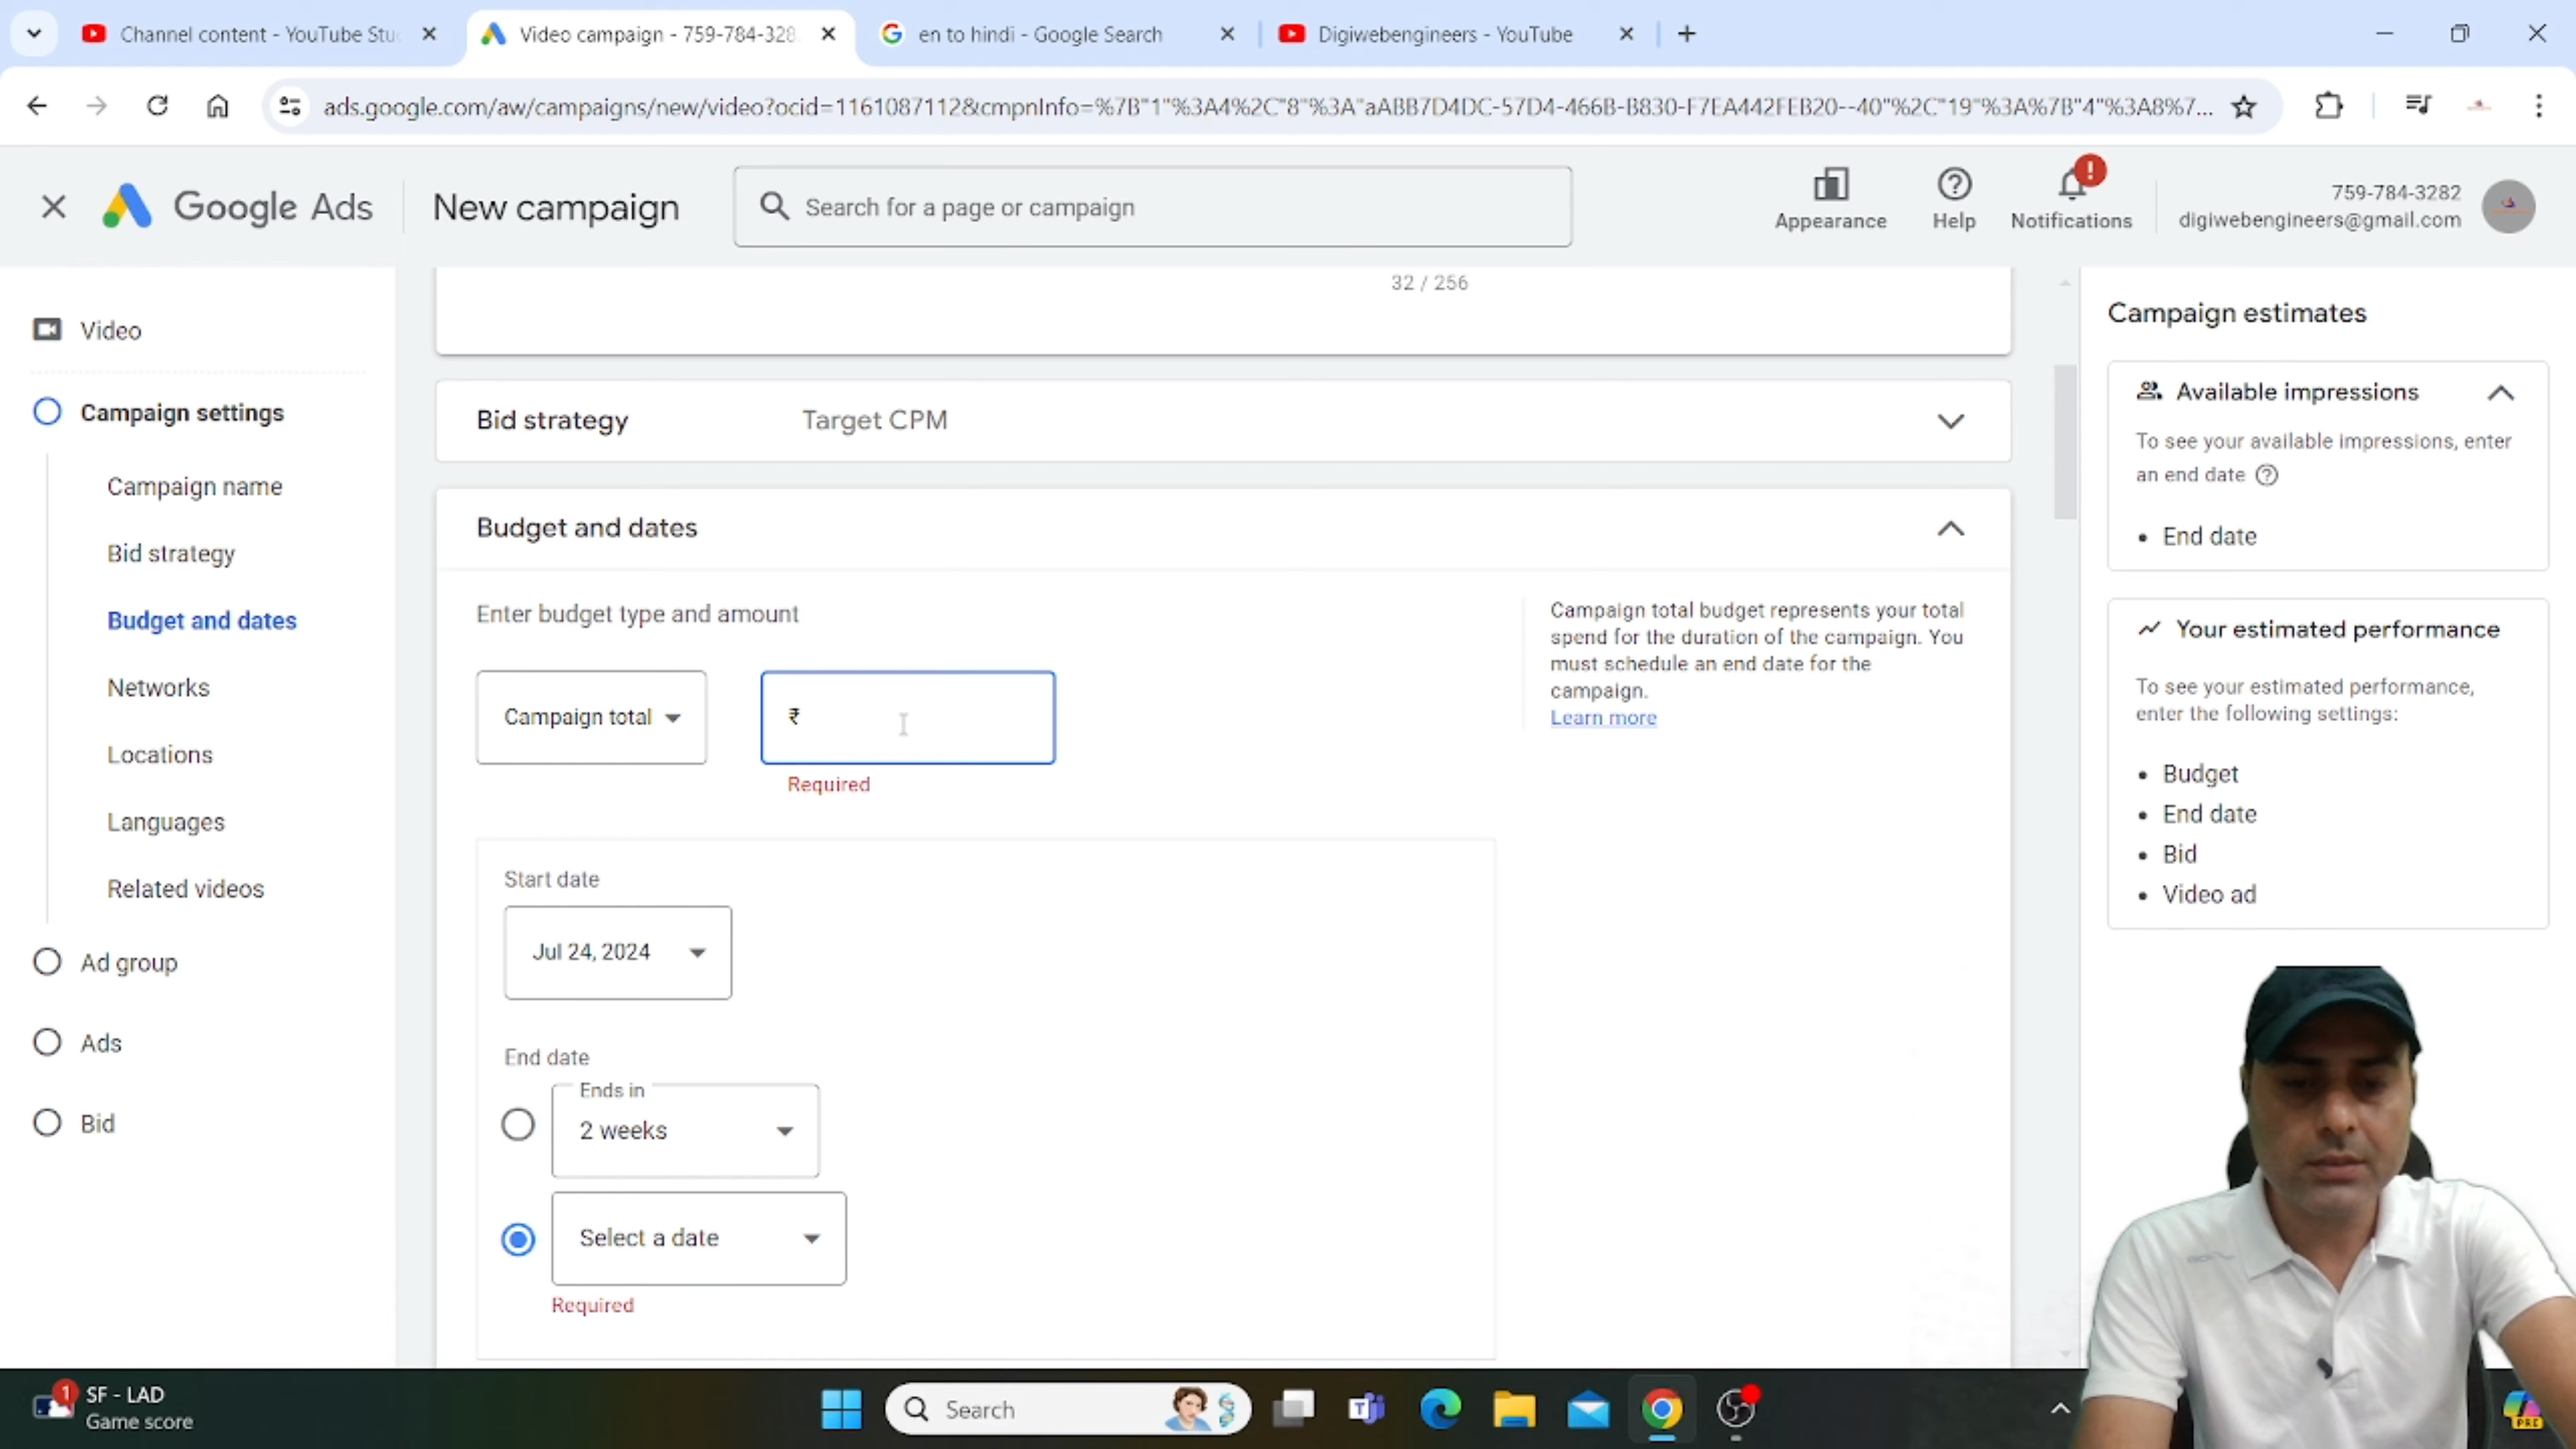 Channel content - YouTube Stu
Video campaign - 759-784-328
en to hindi - Google Search
Digiwebengineers - YouTube
ads.google.com/aw/campaigns/new/video?ocid=1161087112&cmpnInfo=%7B"1"%3A4%2C"8"%3A"aABB7D4DC-57D4-466B-B830-F7EA442FEB20--40"%2C"19"%3A%7B"4"%3A8%7...
Google Ads
New campaign
Search for a page or campaign
Appearance
Help
Notifications
759-784-3282
digiwebengineers@gmail.com
Video
Campaign settings
Campaign name
Bid strategy
Budget and dates
Networks
Locations
Languages
Related videos
Ad group
Ads
Bid
32 / 256
Bid strategy
Target CPM
Budget and dates
Enter budget type and amount
Campaign total
₹
Required
Campaign total budget represents your total
spend for the duration of the campaign. You
must schedule an end date for the
campaign.
Learn more
Start date
Jul 24, 2024
End date
Ends in
2 weeks
Select a date
Required
Campaign estimates
Available impressions
To see your available impressions, enter
an end date
End date
Your estimated performance
To see your estimated performance,
enter the following settings:
Budget
End date
Bid
Video ad
1
SF - LAD
Game score
Search
PRE